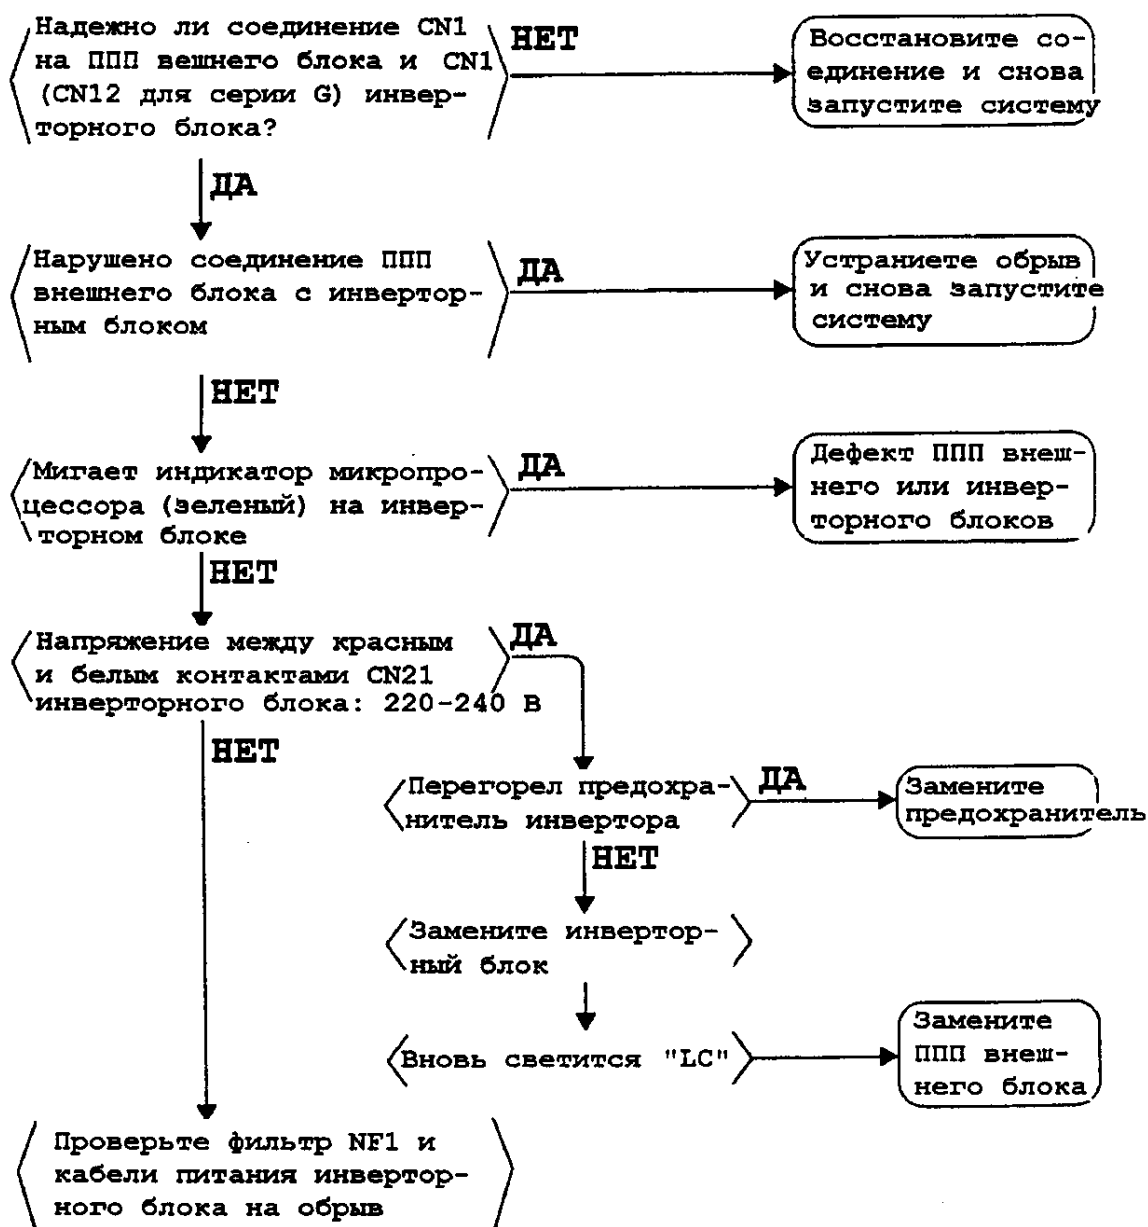 Надежно ли соединение CN1
на ППП вешнего блока и CN1
(CN12 для серии G) инвер-
торного блока?
НЕТ
Восстановите со-
единение и снова
запустите систему
ДА
Нарушено соединение ППП
внешнего блока с инвертор-
ным блоком
ДА
Устраниете обрыв
и снова запустите
систему
НЕТ
Мигает индикатор микропро-
цессора (зеленый) на инвер-
торном блоке
ДА
Дефект ППП внеш-
него или инвер-
торного блоков
НЕТ
Напряжение между красным
и белым контактами CN21
инверторного блока: 220-240 В
ДА
НЕТ
Перегорел предохра-
нитель инвертора
ДА
Замените
предохранитель
НЕТ
Замените инвертор-
ный блок
Вновь светится "LC"
Замените
ППП внеш-
него блока
Проверьте фильтр NF1 и
кабели питания инвертор-
ного блока на обрыв